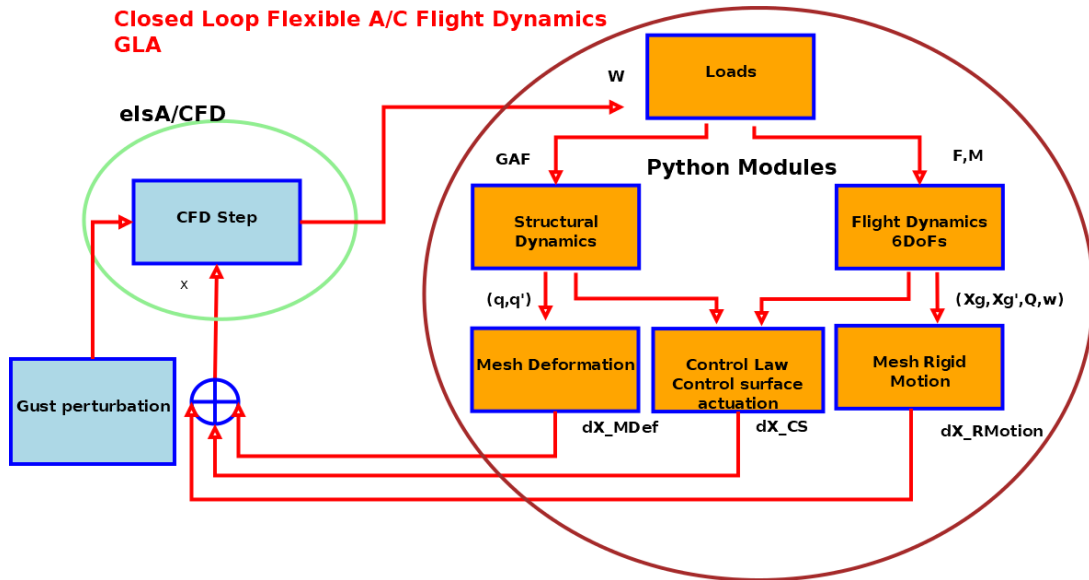 Closed Loop Flexible A/C Flight Dynamics
GLA
W
Loads
elsA/CFD
GAF
F,M
Python Modules
CFD Step
Structural
Dynamics
Flight Dynamics
6DoFs
x
(q,q')
(Xg,Xg',Q,w)
Gust perturbation
Mesh Deformation
Control Law
Control surface
actuation
Mesh Rigid
Motion
dX_MDef
dX_CS
dX_RMotion